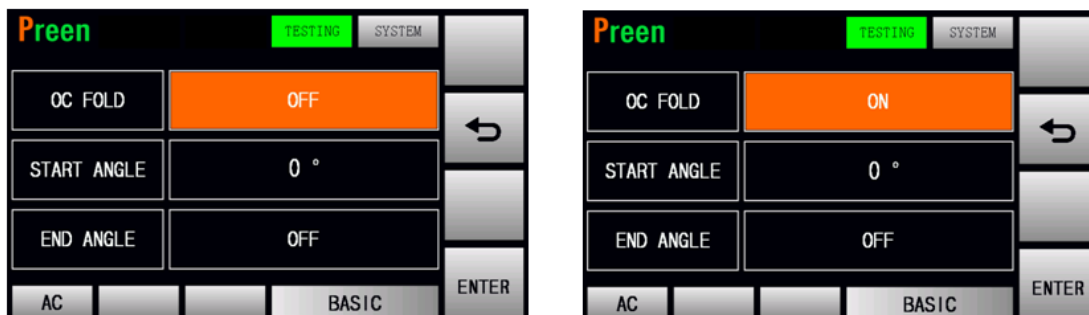 Preen TESTING SYSTEM
OC FOLD OFF
START ANGLE 0 °
END ANGLE OFF
AC BASIC ENTER
Preen TESTING SYSTEM
OC FOLD ON
START ANGLE 0 °
END ANGLE OFF
AC BASIC ENTER